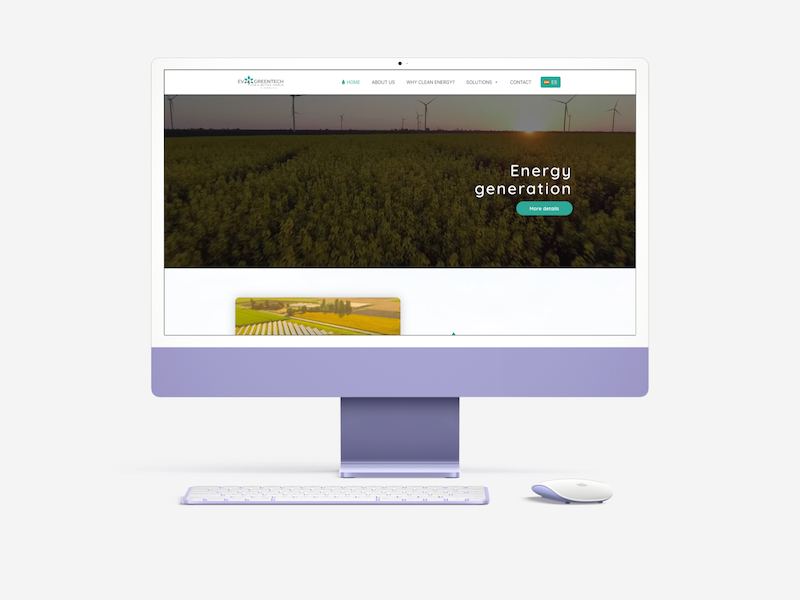 EV GREENTECH
HOME
ABOUT US
WHY CLEAN ENERGY?
SOLUTIONS
CONTACT
ES
Energy
generation
More details